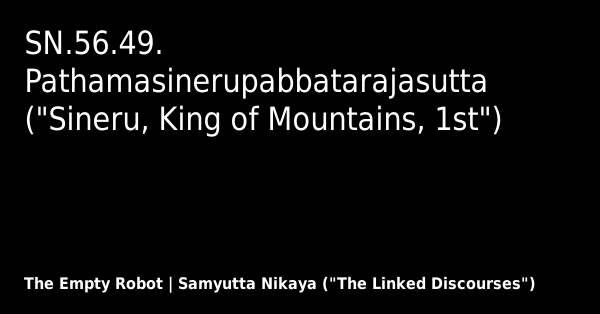 SN.56.49.
Pathamasinerupabbatarajasutta
("Sineru, King of Mountains, 1st")
The Empty Robot | Samyutta Nikaya ("The Linked Discourses")